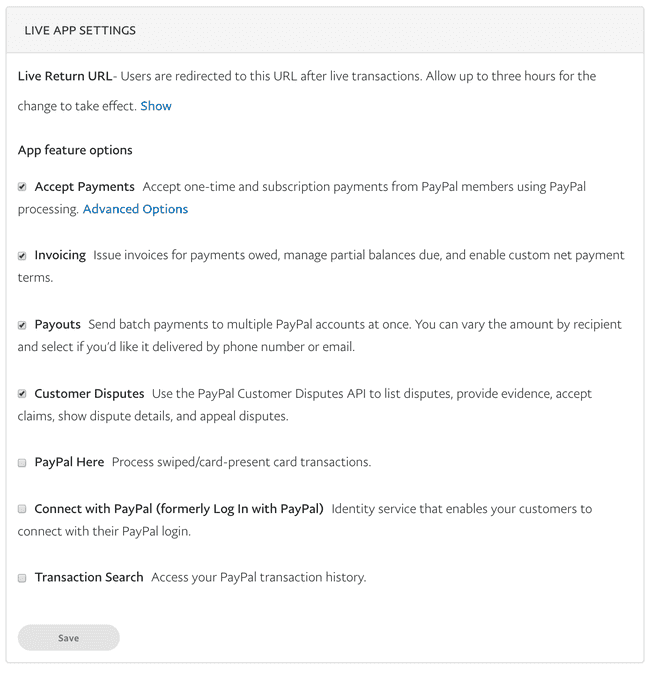 LIVE APP SETTINGS
Live Return URL- Users are redirected to this URL after live transactions. Allow up to three hours for the
change to take effect. Show
App feature options
Accept Payments Accept one-time and subscription payments from PayPal members using PayPal
processing. Advanced Options
Invoicing Issue invoices for payments owed, manage partial balances due, and enable custom net payment
terms.
Payouts Send batch payments to multiple PayPal accounts at once. You can vary the amount by recipient
and select if you'd like it delivered by phone number or email.
Customer Disputes Use the PayPal Customer Disputes API to list disputes, provide evidence, accept
claims, show dispute details, and appeal disputes.
PayPal Here Process swiped/card-present card transactions.
Connect with PayPal (formerly Log In with PayPal) Identity service that enables your customers to
connect with their PayPal login.
Transaction Search Access your PayPal transaction history.
Save